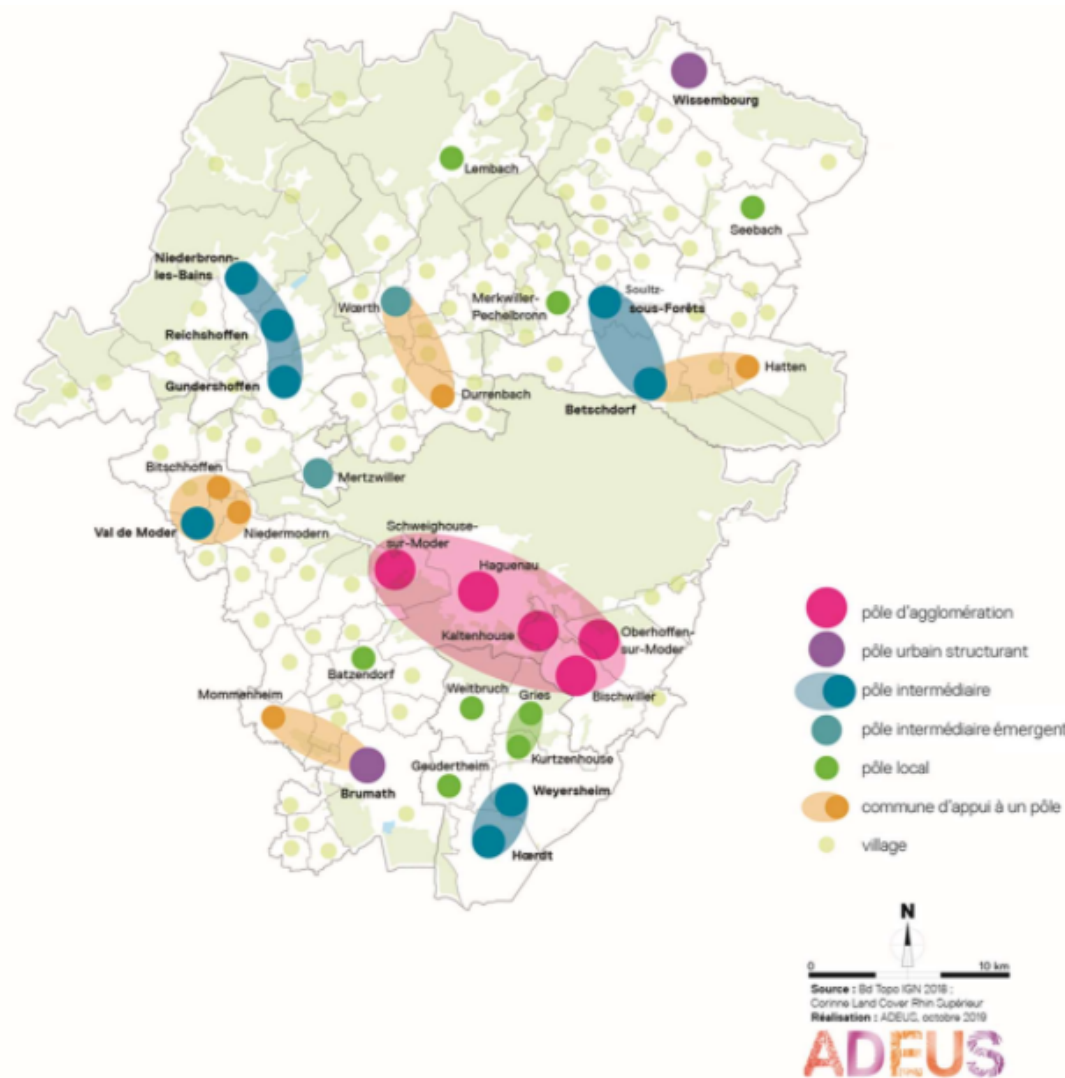 Wissembourg
Lembach
Seebach
Niederbronn-
les-Bains
Wœrth
Merkwiller-
Pechelbronn
Soultz-
sous-Forêts
Reichshoffen
Gundershoffen
Hatten
Durrenbach
Betschdorf
Bitschhoffen
Mertzwiller
Val de Moder
Niedermodern
Schweighouse-
sur-Moder
Haguenau
Kaltenhouse
Oberhoffen-
sur-Moder
Batzendorf
Bischwiller
Mommenheim
Weitbruch
Gries
Kurtzenhouse
Geudertheim
Brumath
Weyersheim
Hœrdt
pôle d'agglomération
pôle urbain structurant
pôle intermédiaire
pôle intermédiaire émergent
pôle local
commune d'appui à un pôle
village
N
0 10 km
Source : Bd Topo IGN 2018 ;
Corinne Land Cover Rhin Supérieur
Réalisation : ADEUS, octobre 2019
ADEUS